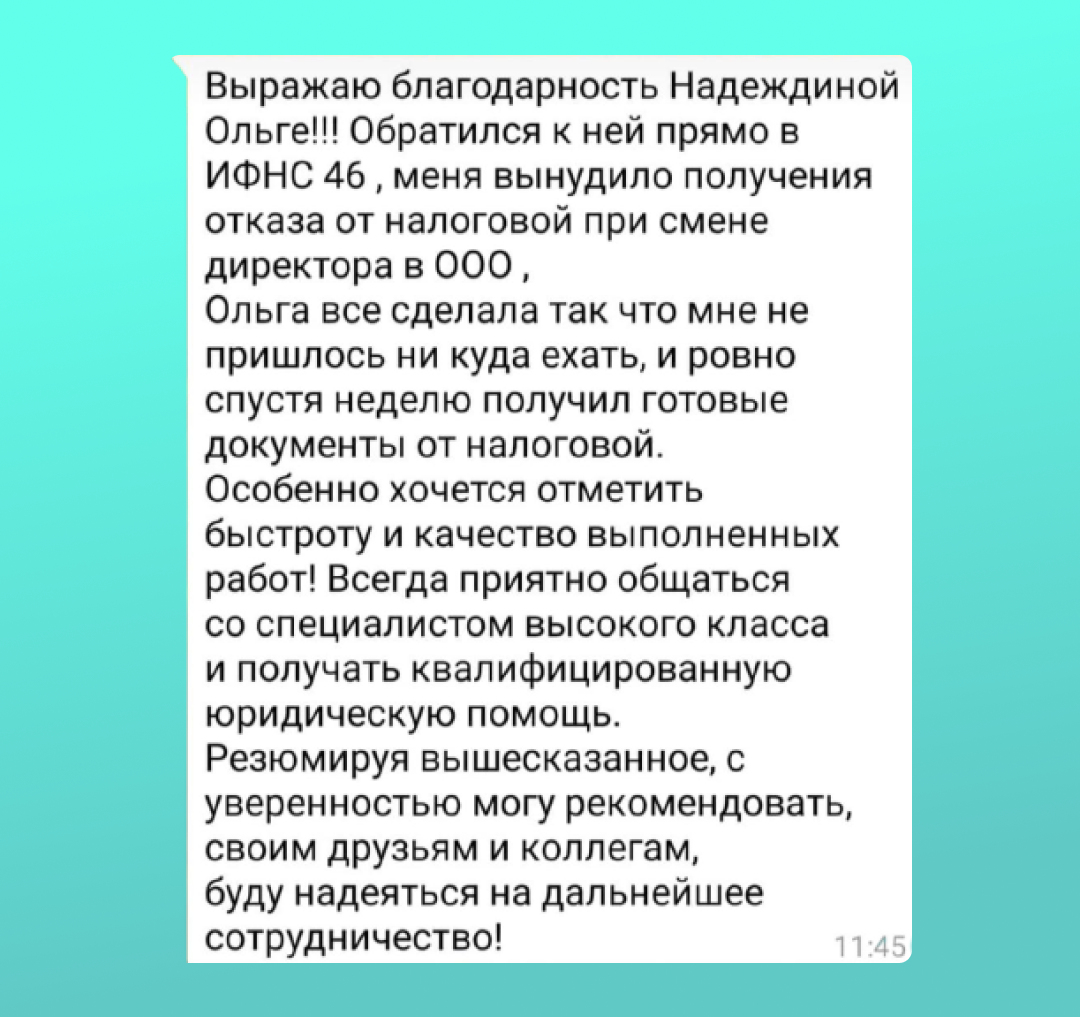 Выражаю благодарность Надеждиной
Ольге!!! Обратился к ней прямо в
ИФНС 46 , меня вынудило получения
отказа от налоговой при смене
директора в ООО ,
Ольга все сделала так что мне не
пришлось ни куда ехать, и ровно
спустя неделю получил готовые
документы от налоговой.
Особенно хочется отметить
быстроту и качество выполненных
работ! Всегда приятно общаться
со специалистом высокого класса
и получать квалифицированную
юридическую помощь.
Резюмируя вышесказанное, с
уверенностью могу рекомендовать,
своим друзьям и коллегам,
буду надеяться на дальнейшее
сотрудничество!
11:45